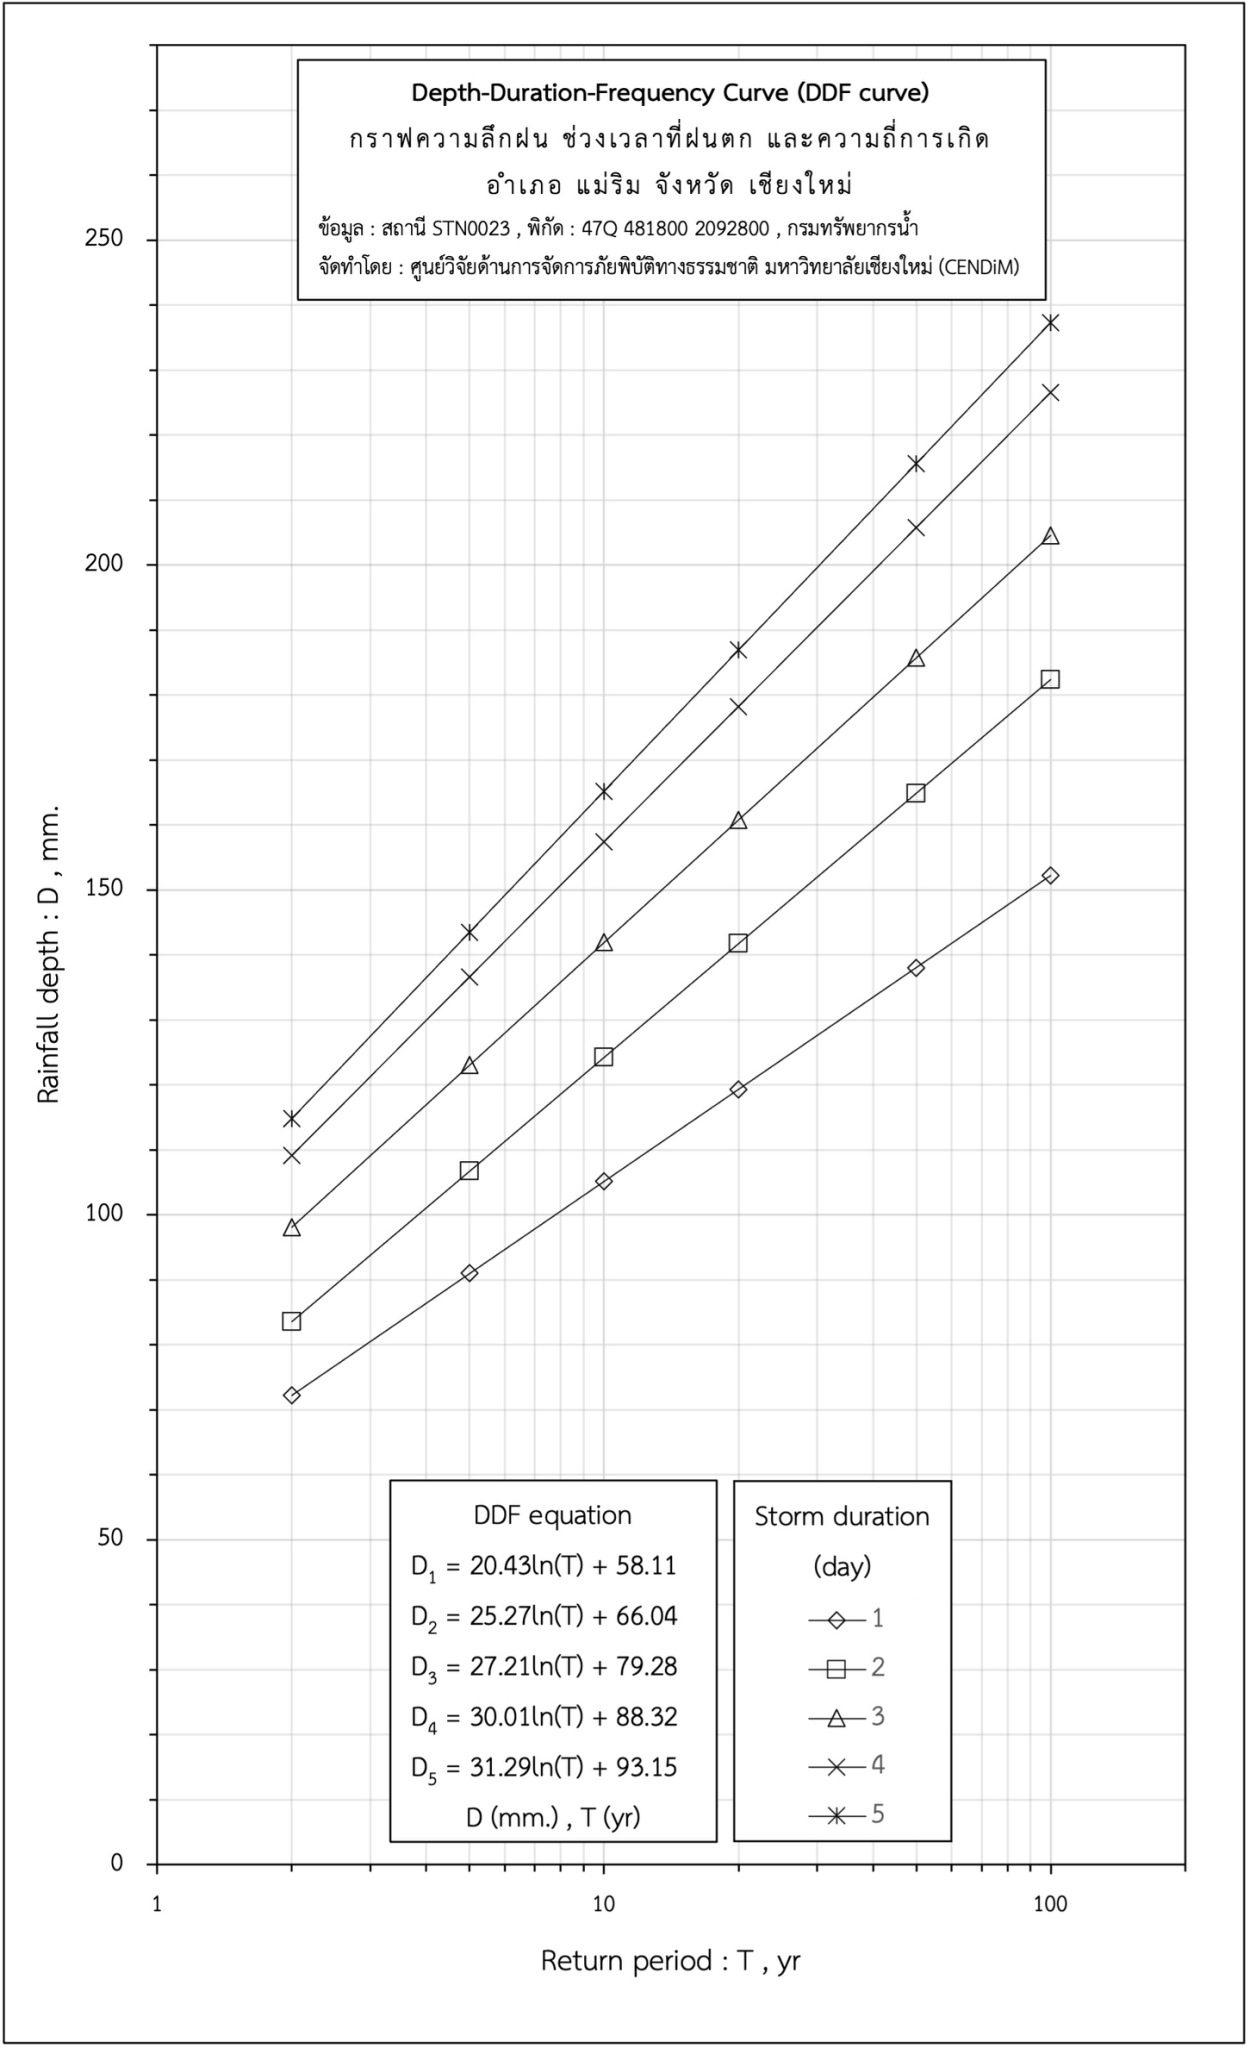 Depth-Duration-Frequency Curve (DDF curve)
กราฟความลึกฝน ช่วงเวลาที่ฝนตก และความถี่การเกิด
อำเภอ แม่ริม จังหวัด เชียงใหม่
ข้อมูล : สถานี STN0023 , พิกัด : 47Q 481800 2092800 , กรมทรัพยากรน้ำ
จัดทำโดย : ศูนย์วิจัยด้านการจัดการภัยพิบัติทางธรรมชาติ มหาวิทยาลัยเชียงใหม่ (CENDiM)
250
200
150
100
50
0
Rainfall depth : D , mm.
DDF equation
D₁ = 20.43ln(T) + 58.11
D₂ = 25.27ln(T) + 66.04
D₃ = 27.21ln(T) + 79.28
D₄ = 30.01ln(T) + 88.32
D₅ = 31.29ln(T) + 93.15
D (mm.) , T (yr)
Storm duration
(day)
1
2
3
4
5
1 10 100
Return period : T , yr